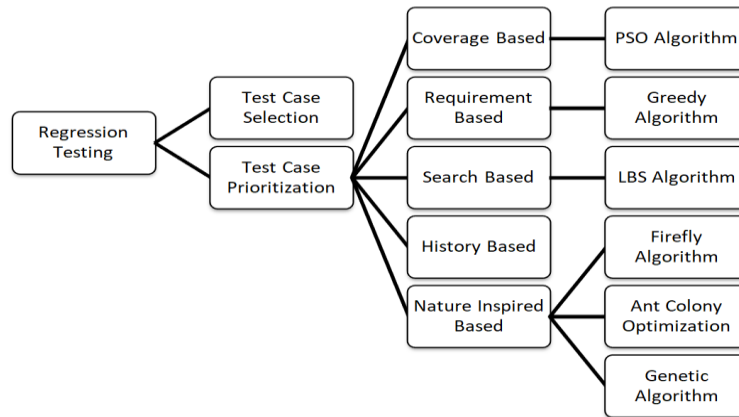 Regression
Testing
Test Case
Selection
Test Case
Prioritization
Coverage Based
Requirement
Based
Search Based
History Based
Nature Inspired
Based
PSO Algorithm
Greedy
Algorithm
LBS Algorithm
Firefly
Algorithm
Ant Colony
Optimization
Genetic
Algorithm